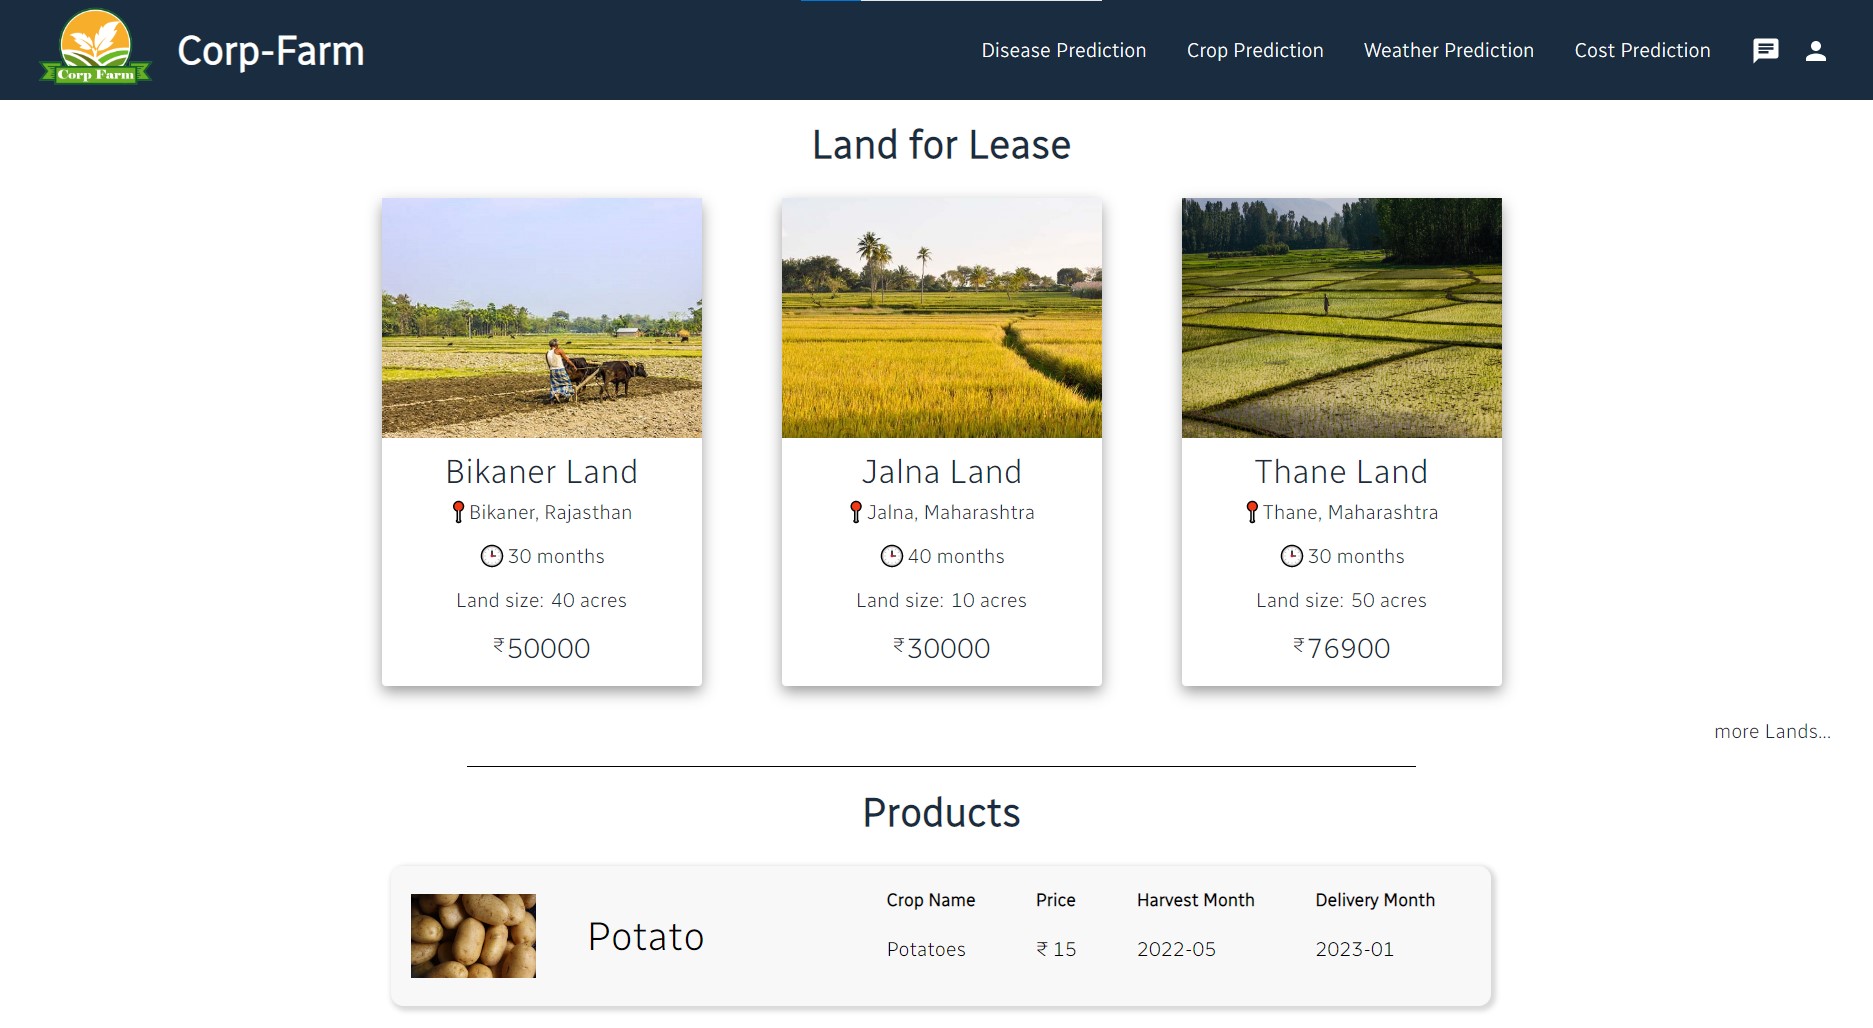 Corp Farm
Corp-Farm
Disease Prediction Crop Prediction Weather Prediction Cost Prediction
Land for Lease
Bikaner Land
Bikaner, Rajasthan
30 months
Land size: 40 acres
₹50000
Jalna Land
Jalna, Maharashtra
40 months
Land size: 10 acres
₹30000
Thane Land
Thane, Maharashtra
30 months
Land size: 50 acres
₹76900
more Lands...
Products
Potato
Crop Name Price Harvest Month Delivery Month
Potatoes ₹ 15 2022-05 2023-01